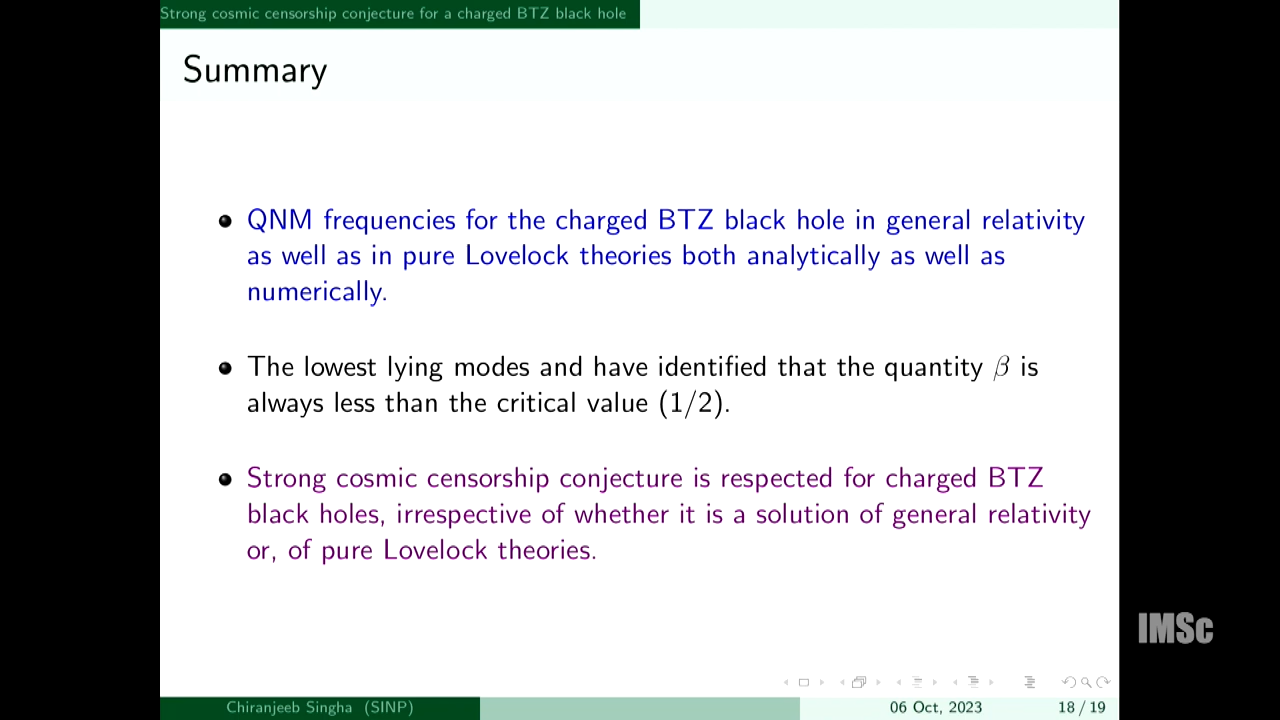 Strong cosmic censorship conjecture for a charged BTZ black hole
Summary
QNM frequencies for the charged BTZ black hole in general relativity
as well as in pure Lovelock theories both analytically as well as
numerically.
The lowest lying modes and have identified that the quantity β is
always less than the critical value (1/2).
Strong cosmic censorship conjecture is respected for charged BTZ
black holes, irrespective of whether it is a solution of general relativity
or, of pure Lovelock theories.
IMSc
Chiranjeeb Singha (SINP)
06 Oct, 2023
18 / 19